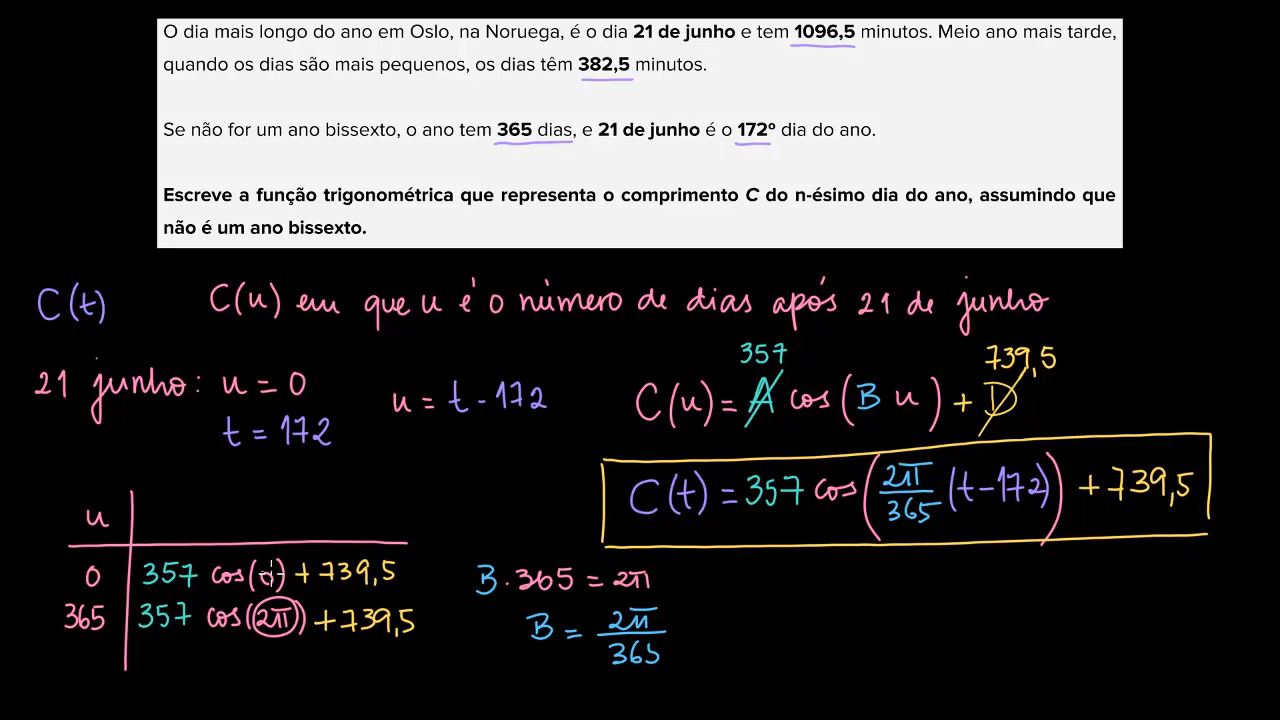 O dia mais longo do ano em Oslo, na Noruega, é o dia 21 de junho e tem 1096,5 minutos. Meio ano mais tarde,
quando os dias são mais pequenos, os dias têm 382,5 minutos.
Se não for um ano bissexto, o ano tem 365 dias, e 21 de junho é o 172º dia do ano.
Escreve a função trigonométrica que representa o comprimento C do n-ésimo dia do ano, assumindo que
não é um ano bissexto.
C(t)
C(u) em que u é o número de dias após 21 de junho
21 junho: u = 0
t = 172
u = t - 172
357
739,5
C(u) = A cos(B u) + D
C(t) = 357 cos(2π/365 (t-172)) + 739,5
u
0 357 cos(0) + 739,5
365 357 cos(2π) + 739,5
B · 365 = 2π
B = 2π/365